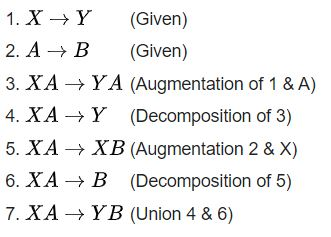 1. X → Y (Given)
2. A → B (Given)
3. XA → YA (Augmentation of 1 & A)
4. XA → Y (Decomposition of 3)
5. XA → XB (Augmentation 2 & X)
6. XA → B (Decomposition of 5)
7. XA → YB (Union 4 & 6)